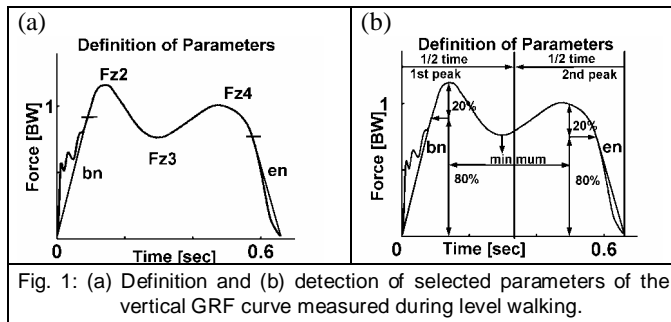 (a)
Definition of Parameters
Fz2
Fz4
1
Fz3
bn
en
Force [BW]
0
Time [sec]
0.6
(b)
Definition of Parameters
1/2 time
1/2 time
1st peak
2nd peak
1
20%
20%
bn
en
minimum
80%
80%
Force [BW]
0
Time [sec]
0.6
Fig. 1: (a) Definition and (b) detection of selected parameters of the
vertical GRF curve measured during level walking.